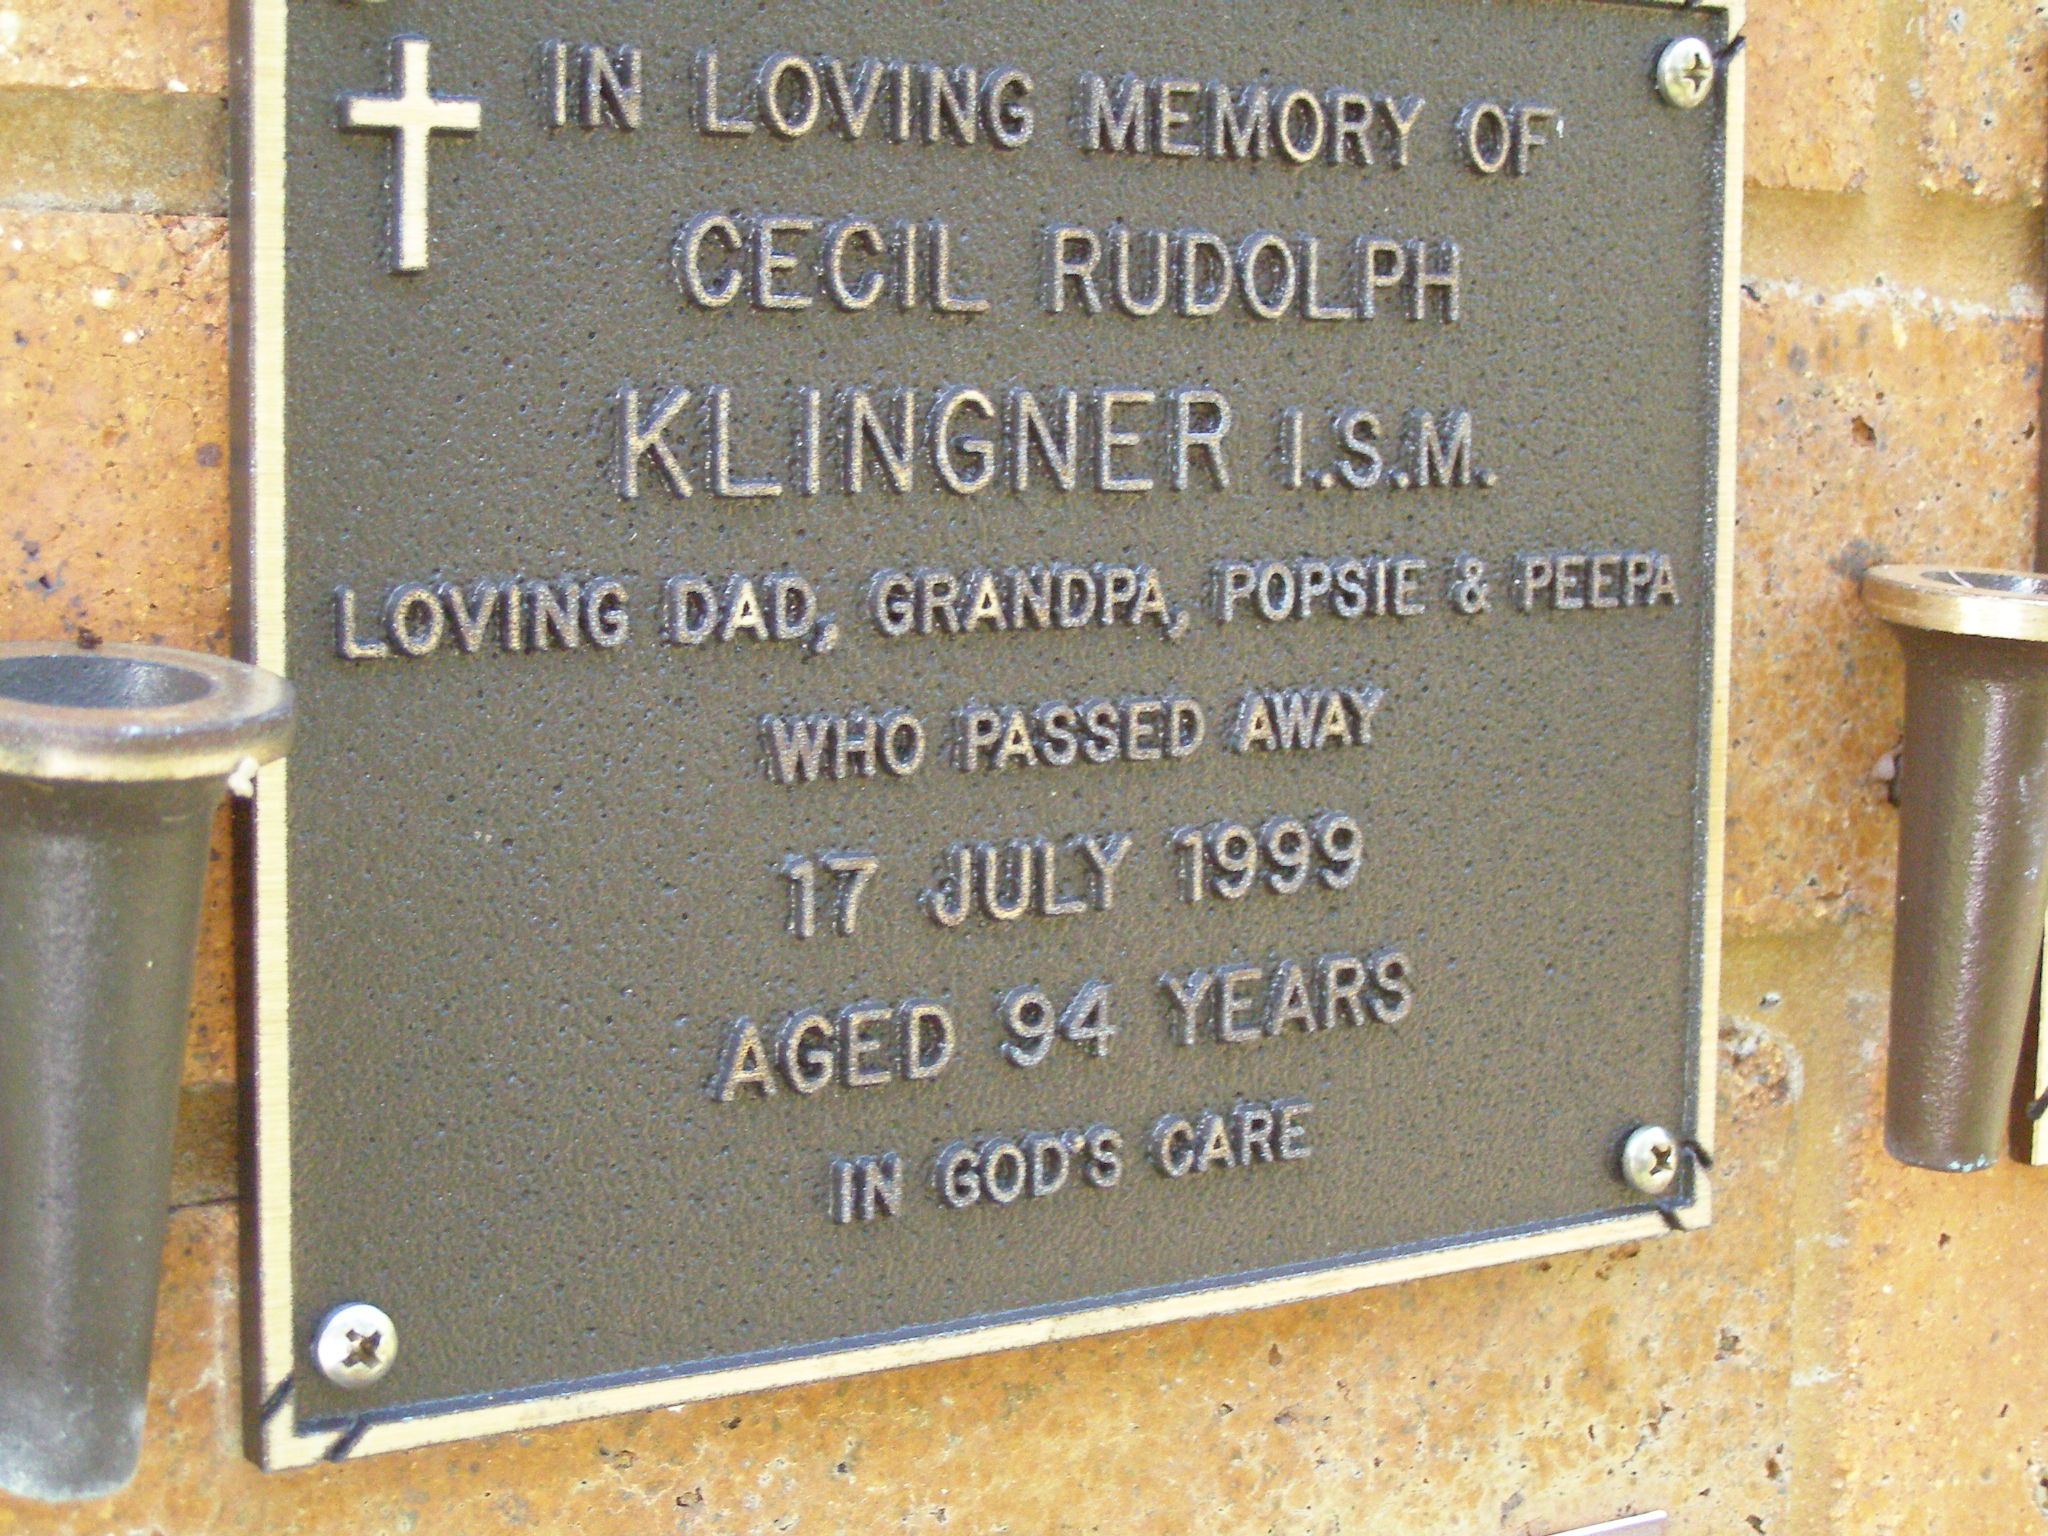 IN LOVING MEMORY OF
CECIL RUDOLPH
KLINGNER I.S.M.
LOVING DAD, GRANDPA, POPSIE & PEEPA
WHO PASSED AWAY
17 JULY 1999
AGED 94 YEARS
IN GOD'S CARE